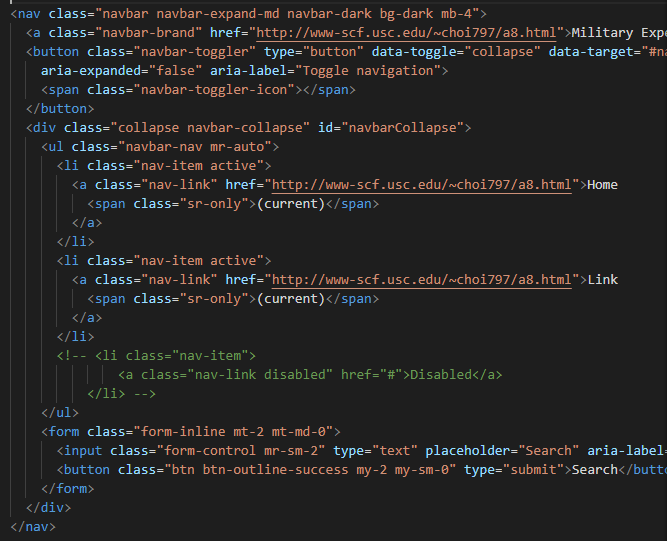 <nav class="navbar navbar-expand-md navbar-dark bg-dark mb-4">
<a class="navbar-brand" href="http://www-scf.usc.edu/~choi797/a8.html">Military Expe
<button class="navbar-toggler" type="button" data-toggle="collapse" data-target="#na
aria-expanded="false" aria-label="Toggle navigation">
<span class="navbar-toggler-icon"></span>
</button>
<div class="collapse navbar-collapse" id="navbarCollapse">
<ul class="navbar-nav mr-auto">
<li class="nav-item active">
<a class="nav-link" href="http://www-scf.usc.edu/~choi797/a8.html">Home
<span class="sr-only">(current)</span>
</a>
</li>
<li class="nav-item active">
<a class="nav-link" href="http://www-scf.usc.edu/~choi797/a8.html">Link
<span class="sr-only">(current)</span>
</a>
</li>
<!-- <li class="nav-item">
<a class="nav-link disabled" href="#">Disabled</a>
</li> -->
</ul>
<form class="form-inline mt-2 mt-md-0">
<input class="form-control mr-sm-2" type="text" placeholder="Search" aria-label=
<button class="btn btn-outline-success my-2 my-sm-0" type="submit">Search</butto
</form>
</div>
</nav>